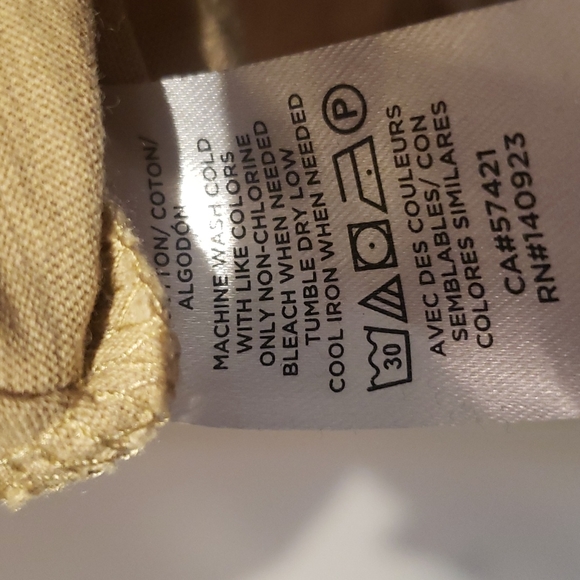 COTON/
ALGODÓN
MACHINE WASH COLD
WITH LIKE COLORS
ONLY NON-CHLORINE
BLEACH WHEN NEEDED
TUMBLE DRY LOW
COOL IRON WHEN NEEDED
30
P
AVEC DES COULEURS
SEMBLABLES/ CON
COLORES SIMILARES
CA#57421
RN#140923